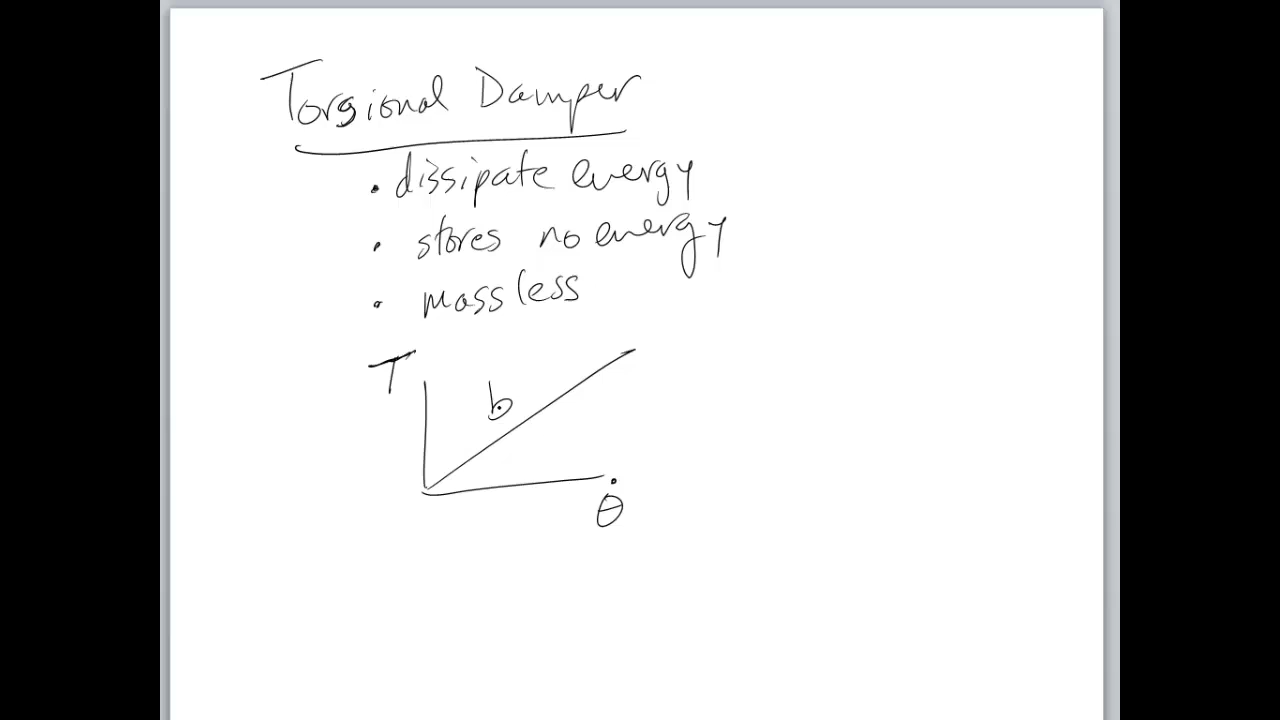 Torsional Damper
• dissipate energy
• stores no energy
• massless
T
b
θ̇